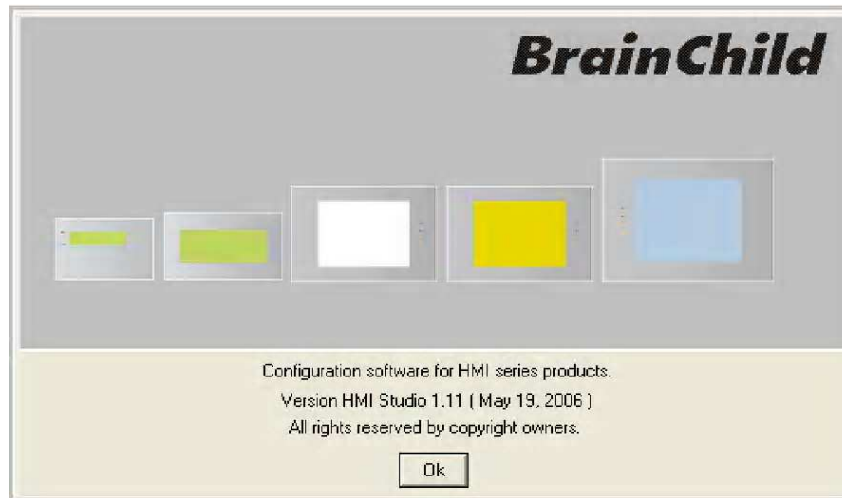 BrainChild
Configuration software for HMI series products.
Version HMI Studio 1.11 ( May 19, 2006 )
All rights reserved by copyright owners.
Ok